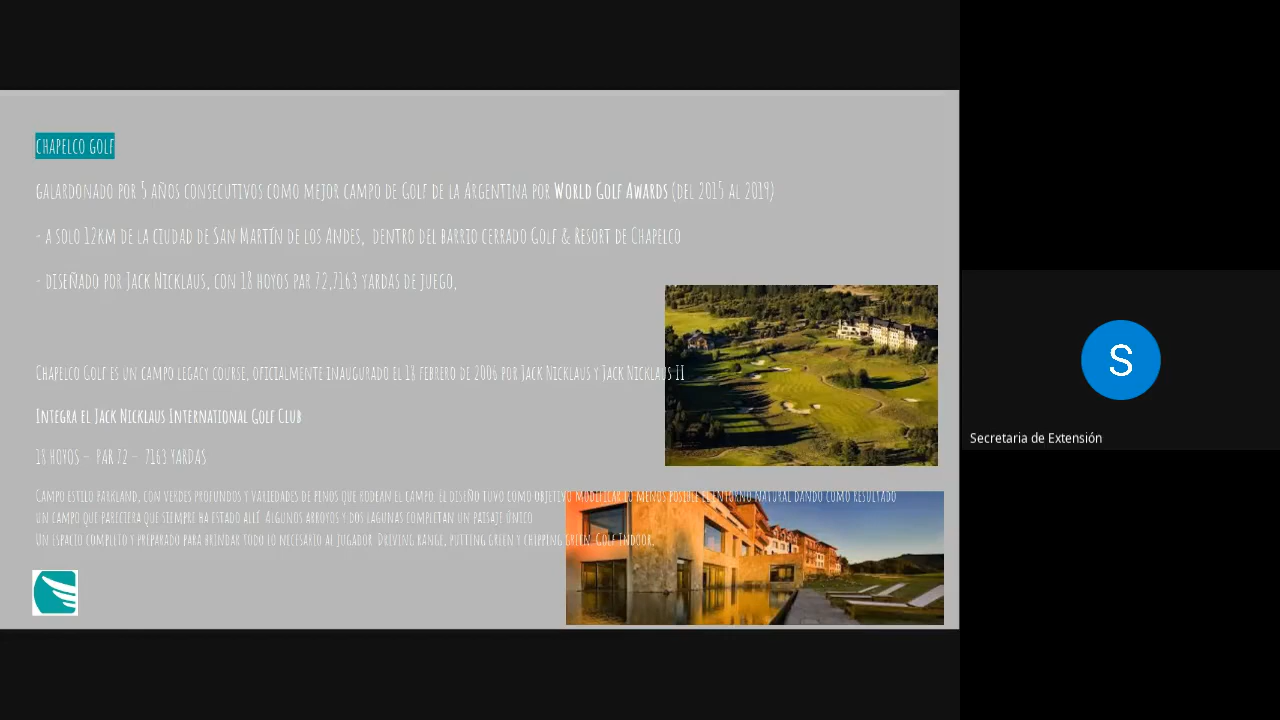 CHAPELCO GOLF
GALARDONADO POR 5 AÑOS CONSECUTIVOS COMO MEJOR CAMPO DE GOLF DE LA ARGENTINA POR WORLD GOLF AWARDS (DEL 2015 AL 2019)
- A SOLO 12KM DE LA CIUDAD DE SAN MARTÍN DE LOS ANDES, DENTRO DEL BARRIO CERRADO GOLF & RESORT DE CHAPELCO
- DISEÑADO POR JACK NICKLAUS, CON 18 HOYOS PAR 72,7163 YARDAS DE JUEGO,
CHAPELCO GOLF ES UN CAMPO LEGACY COURSE, OFICIALMENTE INAUGURADO EL 18 FEBRERO DE 2006 POR JACK NICKLAUS Y JACK NICKLAUS II
INTEGRA EL JACK NICKLAUS INTERNATIONAL GOLF CLUB
18 HOYOS – PAR 72 – 7163 YARDAS
CAMPO ESTILO PARKLAND, CON VERDES PROFUNDOS Y VARIEDADES DE PINOS QUE RODEAN EL CAMPO. EL DISEÑO TUVO COMO OBJETIVO MODIFICAR LO MENOS POSIBLE EL ENTORNO NATURAL DANDO COMO RESULTADO
UN CAMPO QUE PARICIERA QUE SIEMPRE HA ESTADO ALLÍ. ALGUNOS ARROYOS Y DOS LAGUNAS COMPLETAN UN PAISAJE ÚNICO.
UN ESPACIO COMPLETO Y PREPARADO PARA BRINDAR TODO LO NECESARIO AL JUGADOR. DRIVING RANGE, PUTTING GREEN Y CHIPPING GREEN. GOLF INDOOR.
S
Secretaria de Extensión